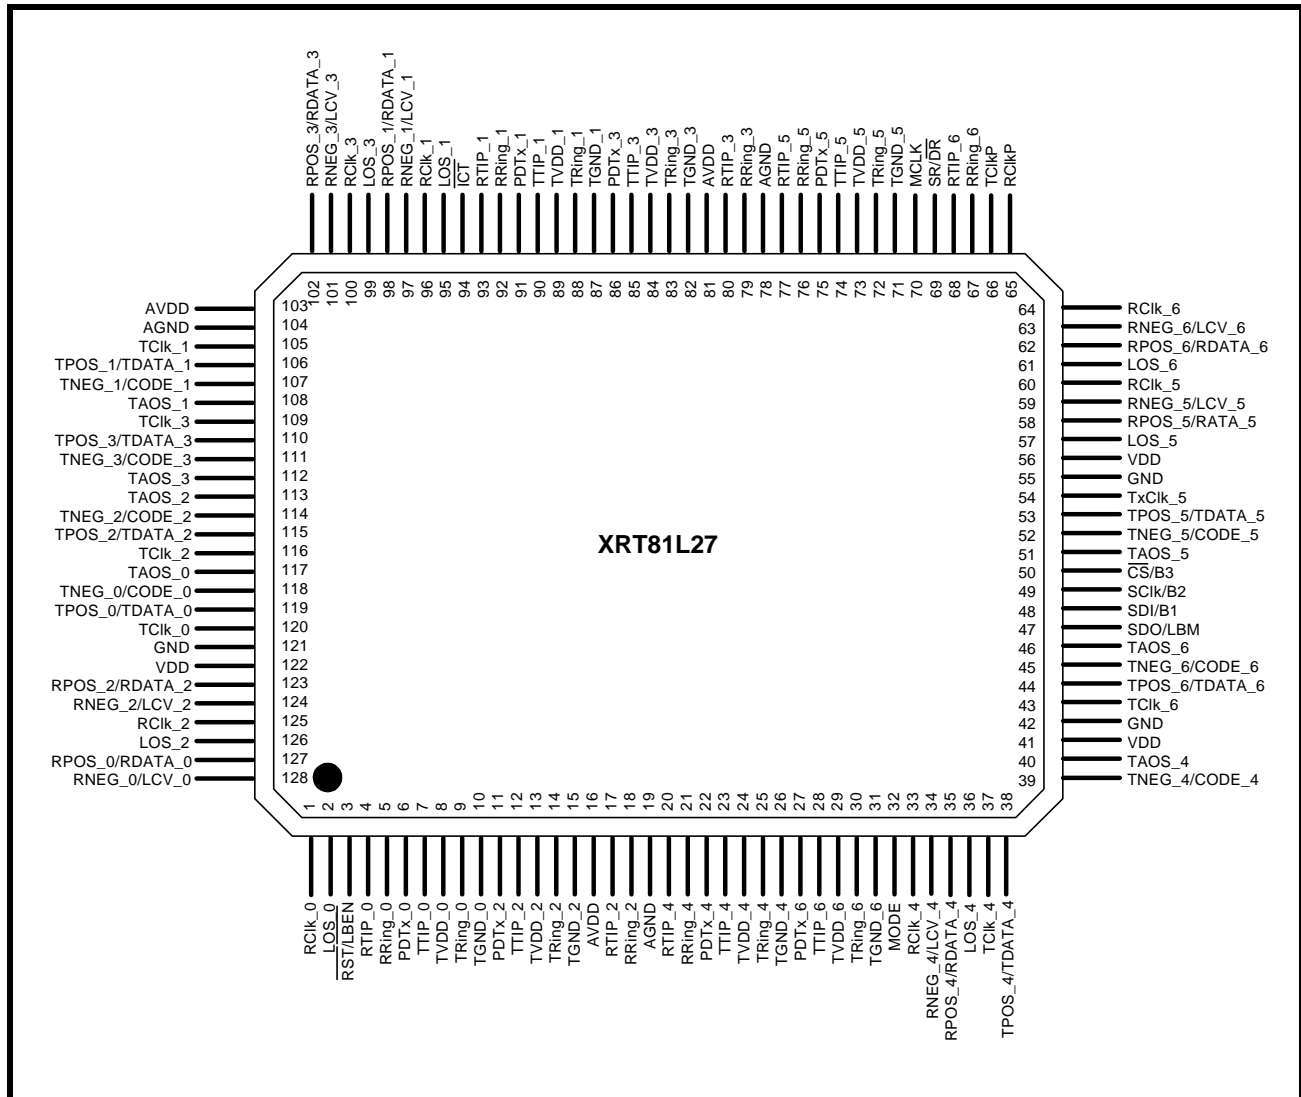 RPOS_3/RDATA_3
RNEG_3/LCV_3
RClk_3
LOS_3
RPOS_1/RDATA_1
RNEG_1/LCV_1
RClk_1
LOS_1
ICT
RTIP_1
RRing_1
PDTx_1
TTIP_1
TVDD_1
TRing_1
TGND_1
PDTx_3
TTIP_3
TVDD_3
TRing_3
TGND_3
AVDD
RTIP_3
RRing_3
AGND
RTIP_5
RRing_5
PDTx_5
TTIP_5
TVDD_5
TRing_5
TGND_5
MCLK
SR/DR
RTIP_6
RRing_6
TClkP
RClkP
102
101
100
99
98
97
96
95
94
93
92
91
90
89
88
87
86
85
84
83
82
81
80
79
78
77
76
75
74
73
72
71
70
69
68
67
66
65
AVDD 103
AGND 104
TClk_1 105
TPOS_1/TDATA_1 106
TNEG_1/CODE_1 107
TAOS_1 108
TClk_3 109
TPOS_3/TDATA_3 110
TNEG_3/CODE_3 111
TAOS_3 112
TAOS_2 113
TNEG_2/CODE_2 114
TPOS_2/TDATA_2 115
TClk_2 116
TAOS_0 117
TNEG_0/CODE_0 118
TPOS_0/TDATA_0 119
TClk_0 120
GND 121
VDD 122
RPOS_2/RDATA_2 123
RNEG_2/LCV_2 124
RClk_2 125
LOS_2 126
RPOS_0/RDATA_0 127
RNEG_0/LCV_0 128
XRT81L27
64 RClk_6
63 RNEG_6/LCV_6
62 RPOS_6/RDATA_6
61 LOS_6
60 RClk_5
59 RNEG_5/LCV_5
58 RPOS_5/RATA_5
57 LOS_5
56 VDD
55 GND
54 TxClk_5
53 TPOS_5/TDATA_5
52 TNEG_5/CODE_5
51 TAOS_5
50 CS/B3
49 SClk/B2
48 SDI/B1
47 SDO/LBM
46 TAOS_6
45 TNEG_6/CODE_6
44 TPOS_6/TDATA_6
43 TClk_6
42 GND
41 VDD
40 TAOS_4
39 TNEG_4/CODE_4
1
2
3
4
5
6
7
8
9
10
11
12
13
14
15
16
17
18
19
20
21
22
23
24
25
26
27
28
29
30
31
32
33
34
35
36
37
38
RClk_0
LOS_0
RST/LBEN
RTIP_0
RRing_0
PDTx_0
TTIP_0
TVDD_0
TRing_0
TGND_0
PDTx_2
TTIP_2
TVDD_2
TRing_2
TGND_2
AVDD
RTIP_2
RRing_2
AGND
RTIP_4
RRing_4
PDTx_4
TTIP_4
TVDD_4
TRing_4
TGND_4
PDTx_6
TTIP_6
TVDD_6
TRing_6
TGND_6
MODE
RClk_4
RNEG_4/LCV_4
RPOS_4/RDATA_4
LOS_4
TClk_4
TPOS_4/TDATA_4